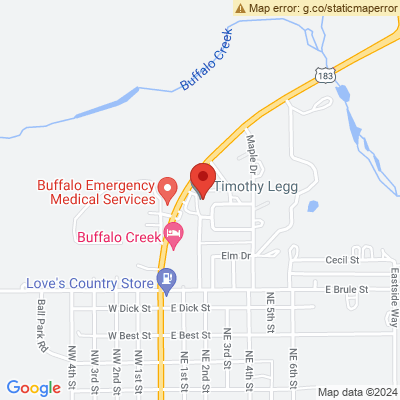 Map error: g.co/staticmaperror
Buffalo Creek
183
Maple Dr
Buffalo Emergency
Medical Services
Timothy Legg
Buffalo Creek
Elm Dr
Cecil St
Love's Country Store
E Brule St
Eastside Way
Ball Park Rd
W Dick St
E Dick St
W Best St
E Best St
NW 4th St
NW 3rd St
NW 2nd St
NW 1st St
NE 1st St
NE 2nd St
NE 3rd St
NE 4th St
NE 5th St
NE 6th St
Google
Map data ©2024